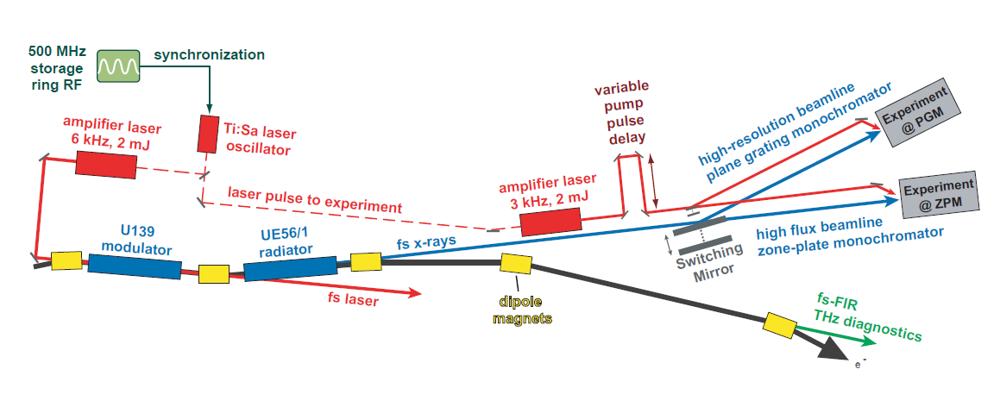 500 MHz
storage
ring RF
synchronization
amplifier laser
6 kHz, 2 mJ
Ti:Sa laser
oscillator
laser pulse to experiment
amplifier laser
3 kHz, 2 mJ
variable
pump
pulse
delay
high-resolution beamline
plane grating monochromator
Experiment
@ PGM
Experiment
@ ZPM
high flux beamline
zone-plate monochromator
Switching
Mirror
U139
modulator
UE56/1
radiator
fs x-rays
fs laser
dipole
magnets
fs-FIR
THz diagnostics
e-